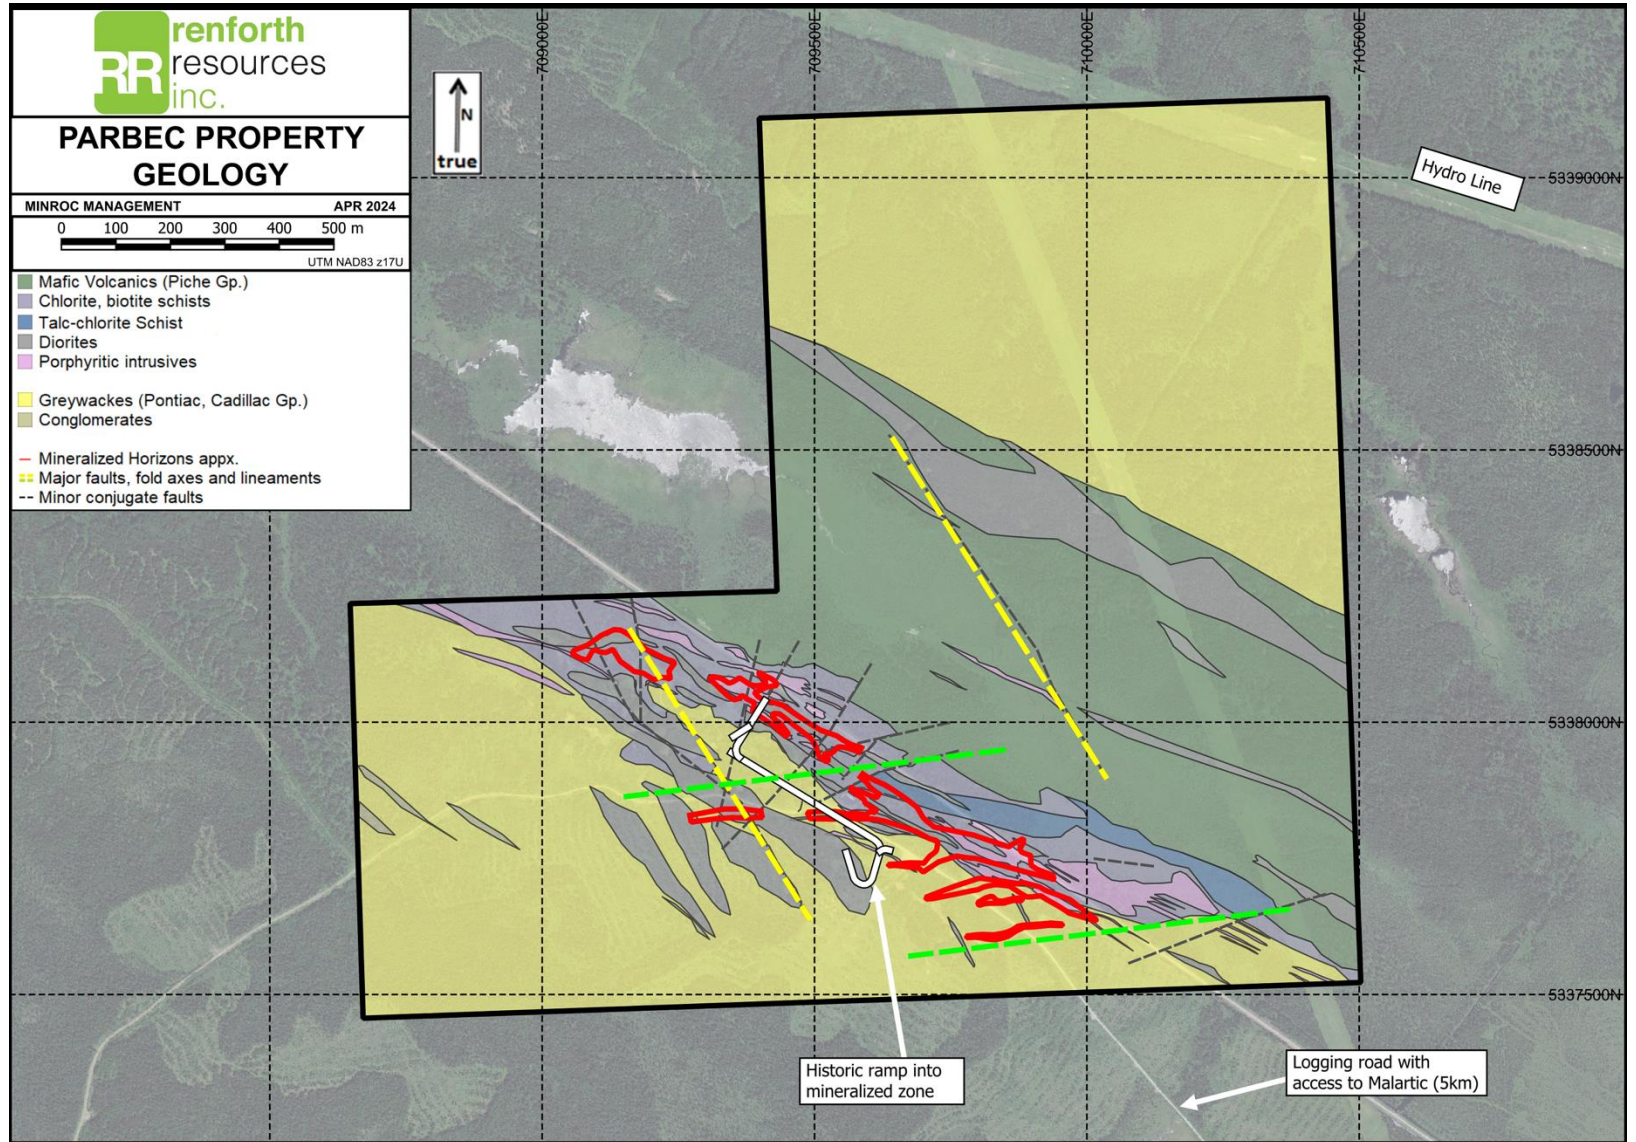 RR
renforth
resources
inc.
PARBEC PROPERTY
GEOLOGY
MINROC MANAGEMENT APR 2024
0 100 200 300 400 500 m
UTM NAD83 z17U
Mafic Volcanics (Piche Gp.)
Chlorite, biotite schists
Talc-chlorite Schist
Diorites
Porphyritic intrusives
Greywackes (Pontiac, Cadillac Gp.)
Conglomerates
Mineralized Horizons appx.
Major faults, fold axes and lineaments
Minor conjugate faults
N
true
709000E
709500E
710000E
710500E
Hydro Line
5339000N
5338500N
5338000N
5337500N
Historic ramp into
mineralized zone
Logging road with
access to Malartic (5km)